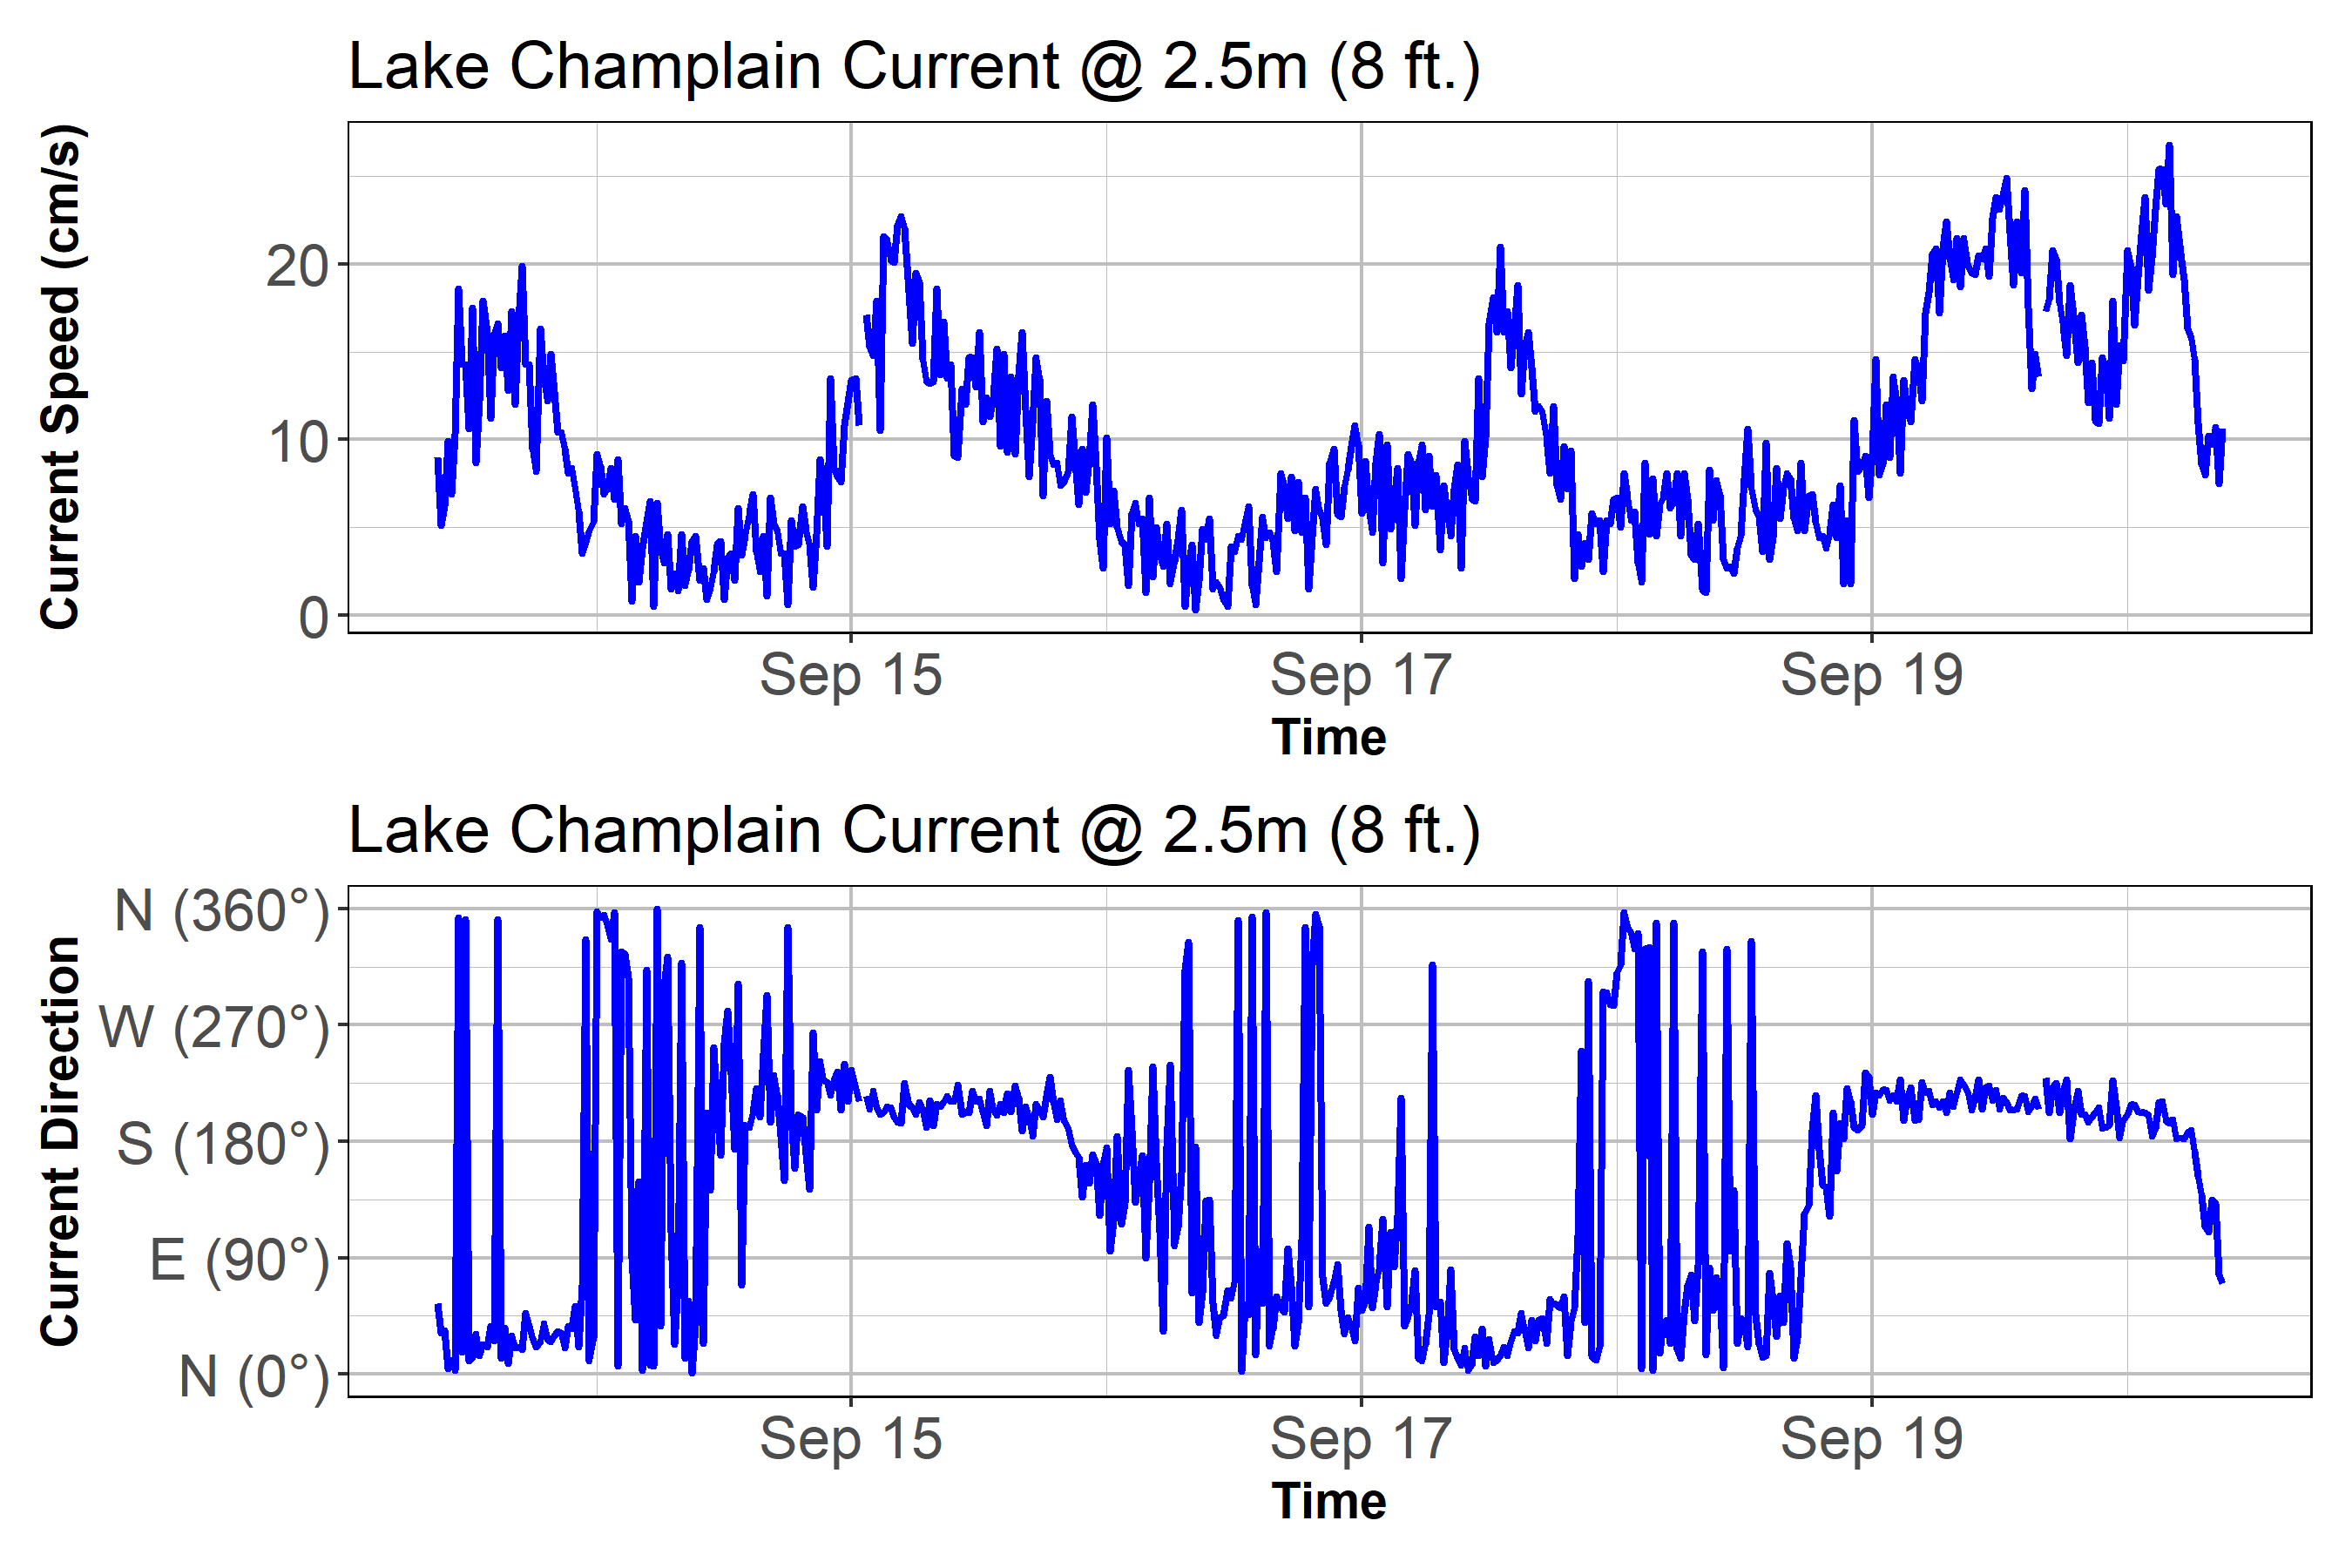 Lake Champlain Current @ 2.5m (8 ft.)
Current Speed (cm/s)
20
10
0
Sep 15 Sep 17 Sep 19
Time
Lake Champlain Current @ 2.5m (8 ft.)
Current Direction
N (360°)
W (270°)
S (180°)
E (90°)
N (0°)
Sep 15 Sep 17 Sep 19
Time